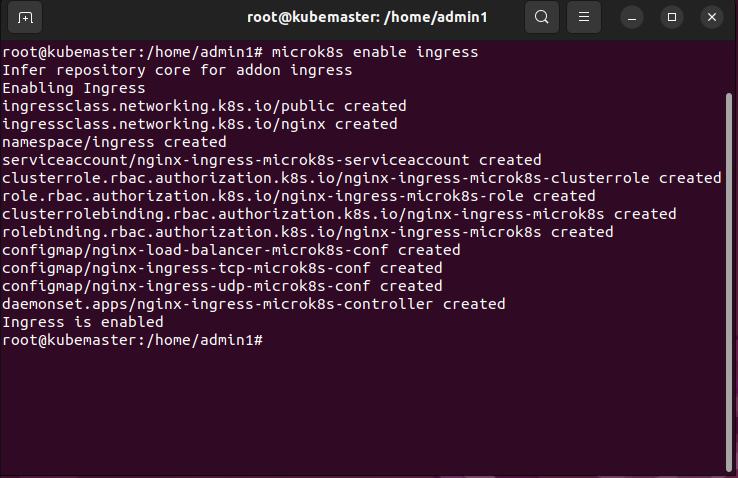 root@kubemaster: /home/admin1
root@kubemaster:/home/admin1# microk8s enable ingress
Infer repository core for addon ingress
Enabling Ingress
ingressclass.networking.k8s.io/public created
ingressclass.networking.k8s.io/nginx created
namespace/ingress created
serviceaccount/nginx-ingress-microk8s-serviceaccount created
clusterrole.rbac.authorization.k8s.io/nginx-ingress-microk8s-clusterrole created
role.rbac.authorization.k8s.io/nginx-ingress-microk8s-role created
clusterrolebinding.rbac.authorization.k8s.io/nginx-ingress-microk8s created
rolebinding.rbac.authorization.k8s.io/nginx-ingress-microk8s created
configmap/nginx-load-balancer-microk8s-conf created
configmap/nginx-ingress-tcp-microk8s-conf created
configmap/nginx-ingress-udp-microk8s-conf created
daemonset.apps/nginx-ingress-microk8s-controller created
Ingress is enabled
root@kubemaster:/home/admin1#